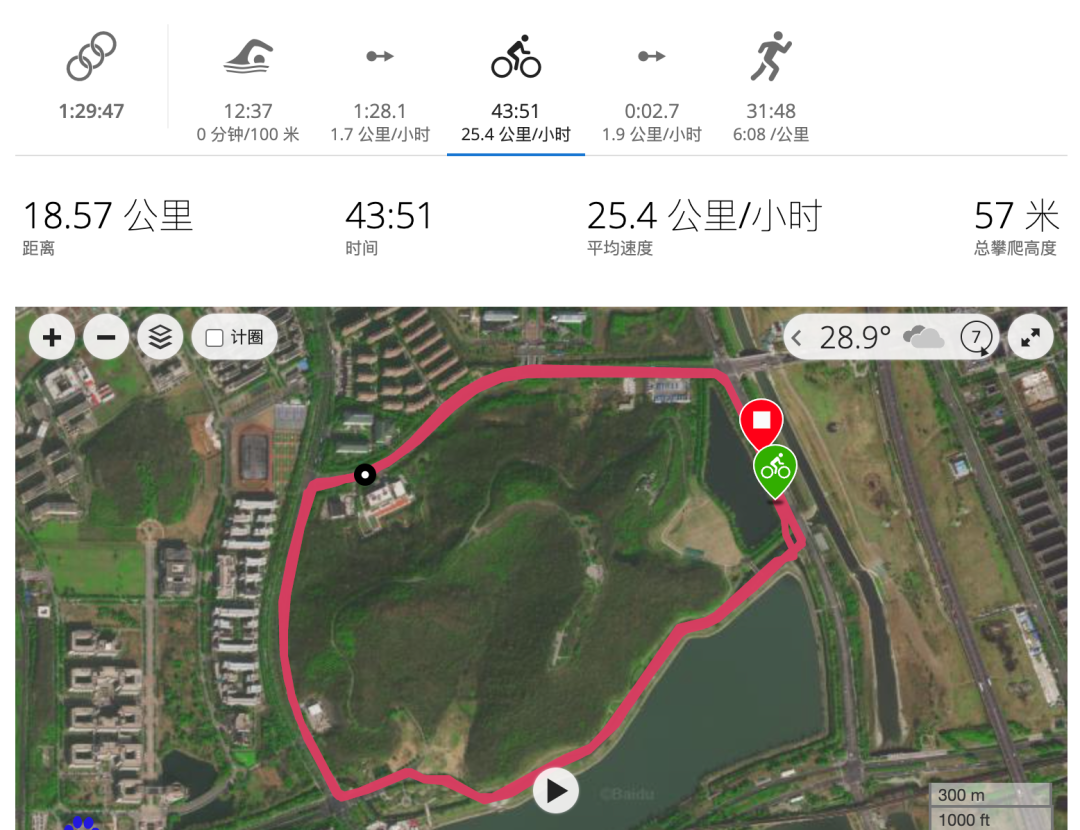 1:29:47
12:37
0 分钟/100 米
1:28.1
1.7 公里/小时
43:51
25.4 公里/小时
0:02.7
1.9 公里/小时
31:48
6:08 /公里
18.57 公里
距离
43:51
时间
25.4 公里/小时
平均速度
57 米
总攀爬高度
计圈
28.9°
7
©Baidu
300 m
1000 ft